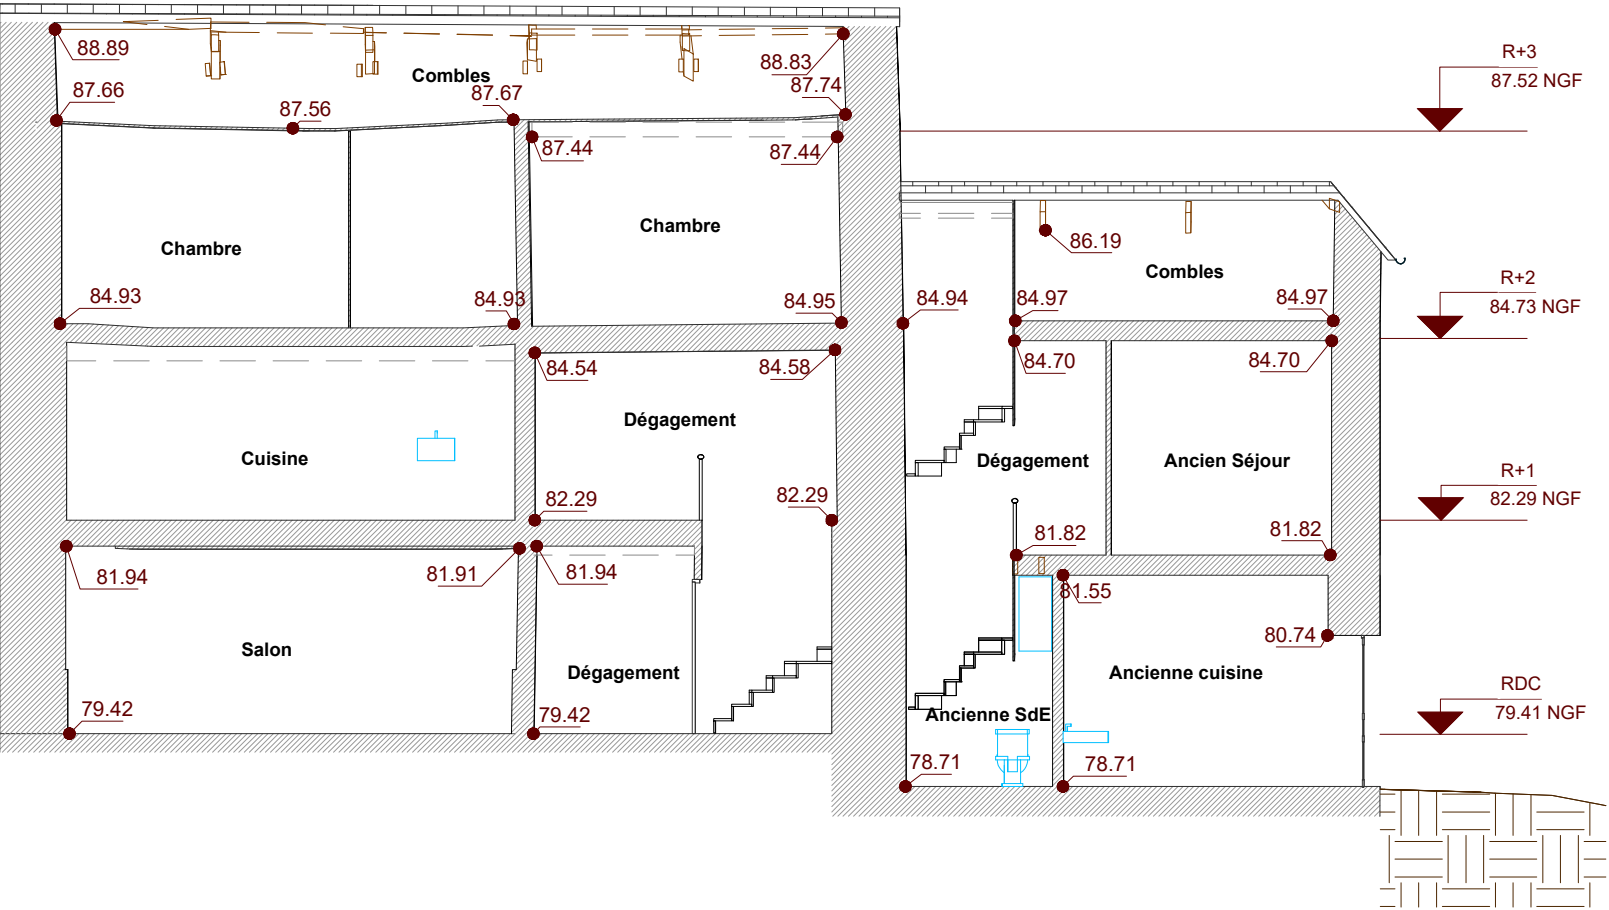 88.89
88.83
Combles
87.66
87.56
87.67
87.74
87.44
87.44
Chambre
Chambre
84.93
84.93
84.95
84.94
R+3
87.52 NGF
86.19
Combles
84.97
84.97
R+2
84.73 NGF
84.54
84.58
84.70
84.70
Dégagement
Cuisine
Dégagement
Ancien Séjour
82.29
82.29
R+1
82.29 NGF
81.82
81.82
81.94
81.91
81.94
81.55
80.74
Salon
Dégagement
Ancienne cuisine
RDC
79.41 NGF
79.42
79.42
Ancienne SdE
78.71
78.71